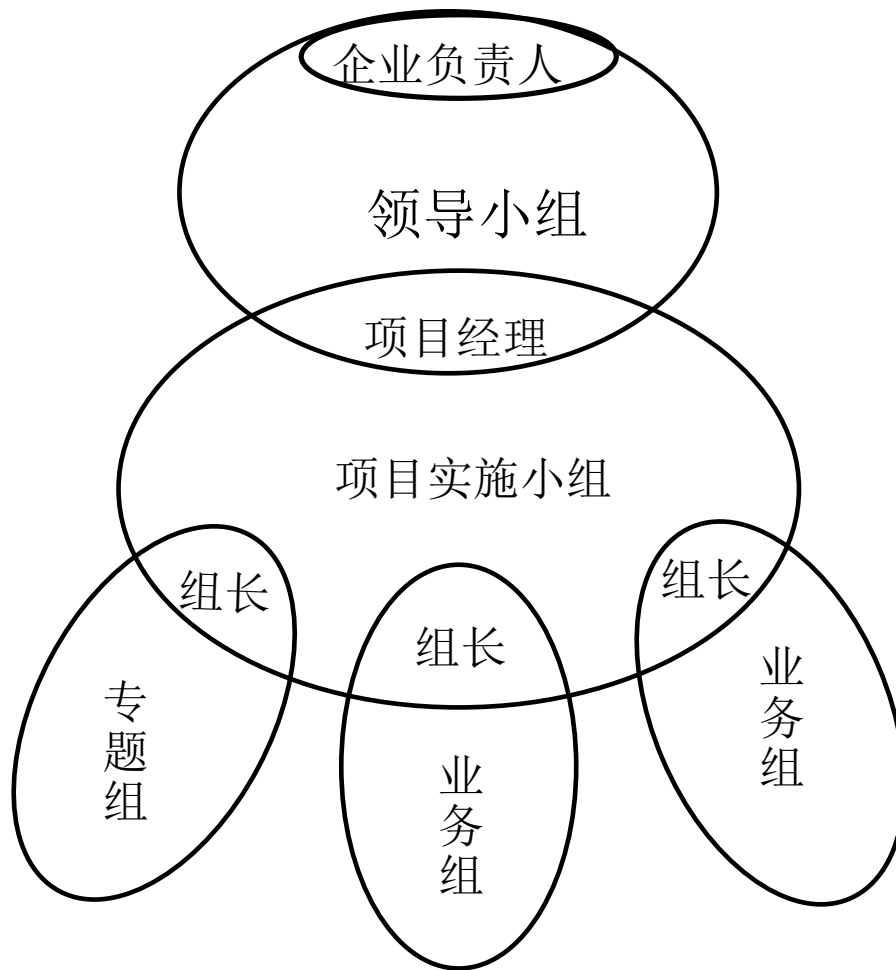 企业负责人
领导小组
项目经理
项目实施小组
组长
组长
组长
专题组
业务组
业务组